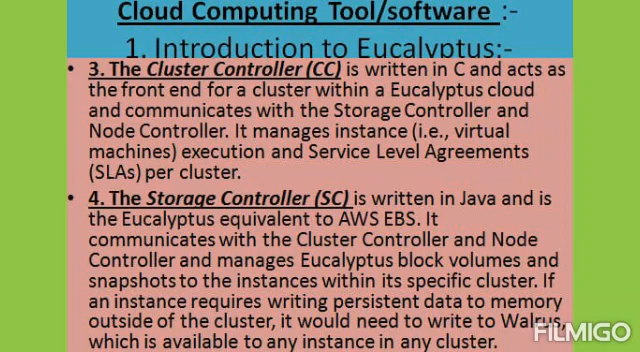 Cloud Computing Tool/software :-
1. Introduction to Eucalyptus:-
• 3. The Cluster Controller (CC) is written in C and acts as
the front end for a cluster within a Eucalyptus cloud
and communicates with the Storage Controller and
Node Controller. It manages instance (i.e., virtual
machines) execution and Service Level Agreements
(SLAs) per cluster.
• 4. The Storage Controller (SC) is written in Java and is
the Eucalyptus equivalent to AWS EBS. It
communicates with the Cluster Controller and Node
Controller and manages Eucalyptus block volumes and
snapshots to the instances within its specific cluster. If
an instance requires writing persistent data to memory
outside of the cluster, it would need to write to Walrus,
which is available to any instance in any cluster.
FILMIGO